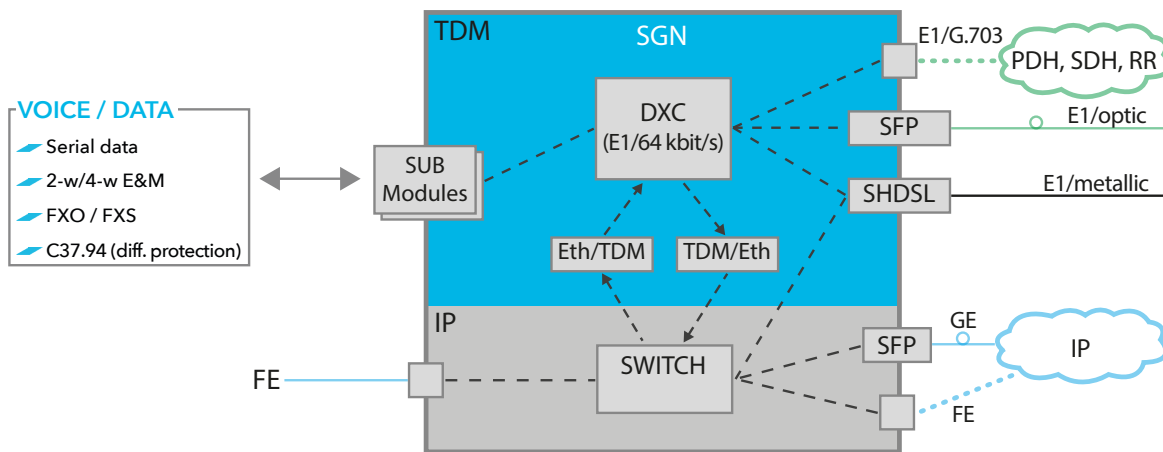 TDM
SGN
E1/G.703
PDH, SDH, RR
VOICE / DATA
Serial data
2-w/4-w E&M
FXO / FXS
C37.94 (diff. protection)
SUB
Modules
DXC
(E1/64 kbit/s)
SFP
E1/optic
SHDSL
E1/metallic
Eth/TDM
TDM/Eth
IP
SWITCH
FE
SFP
GE
IP
FE